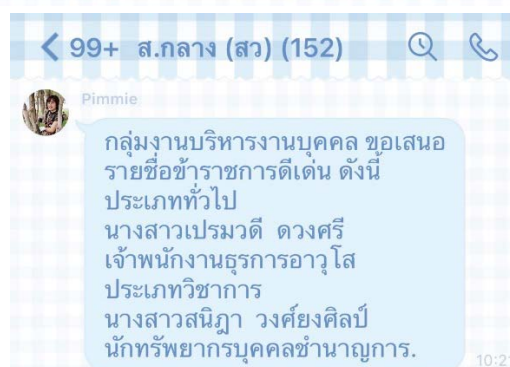 99+ ส.กลาง (สว) (152)
Pimmie
กลุ่มงานบริหารงานบุคคล ขอเสนอ
รายชื่อข้าราชการดีเด่น ดังนี้
ประเภททั่วไป
นางสาวเปรมวดี ดวงศรี
เจ้าพนักงานธุรการอาวุโส
ประเภทวิชาการ
นางสาวสนิฎา วงศ์ยงศิลป์
นักทรัพยากรบุคคลชำนาญการ.